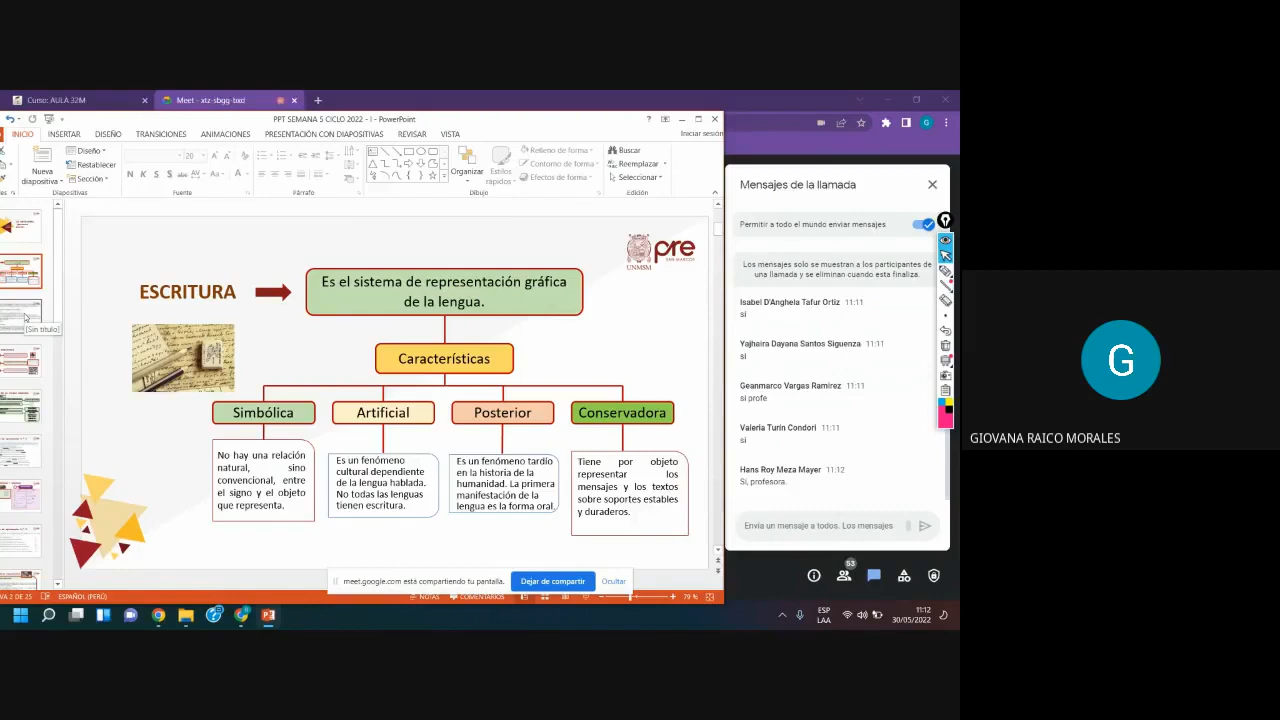 Curso: AULA 32M
Meet - xtz-sbgg-bxd
PPT SEMANA 5 CICLO 2022 - I - PowerPoint
INICIO INSERTAR DISEÑO TRANSICIONES ANIMACIONES PRESENTACIÓN CON DIAPOSITIVAS REVISAR VISTA
Iniciar sesión
Nueva diapositiva
Diseño
Restablecer
Sección
Diapositivas
20
N K S
Fuente
Párrafo
Organizar
Estilos rápidos
Relleno de forma
Contorno de forma
Efectos de forma
Dibujo
Buscar
Reemplazar
Seleccionar
Edición
[Sin título]
UNMSM
pre
SAN MARCOS
ESCRITURA
Es el sistema de representación gráfica
de la lengua.
Características
Simbólica
Artificial
Posterior
Conservadora
No hay una relación
natural, sino
convencional, entre
el signo y el objeto
que representa.
Es un fenómeno
cultural dependiente
de la lengua hablada.
No todas las lenguas
tienen escritura.
Es un fenómeno tardío
en la historia de la
humanidad. La primera
manifestación de la
lengua es la forma oral.
Tiene por objeto
representar los
mensajes y los textos
sobre soportes estables
y duraderos.
meet.google.com está compartiendo tu pantalla.
Dejar de compartir
Ocultar
VA 2 DE 25
ESPAÑOL (PERÚ)
NOTAS
COMENTARIOS
79 %
Mensajes de la llamada
Permitir a todo el mundo enviar mensajes
Los mensajes solo se muestran a los participantes de
una llamada y se eliminan cuando esta finaliza.
Isabel D'Anghela Tafur Ortiz 11:11
si
Yajhaira Dayana Santos Siguenza 11:11
si
Geanmarco Vargas Ramirez 11:11
si profe
Valeria Turín Condori 11:11
si
Hans Roy Meza Mayer 11:12
Sí, profesora.
Envía un mensaje a todos. Los mensajes
53
ESP
LAA
11:12
30/05/2022
G
GIOVANA RAICO MORALES